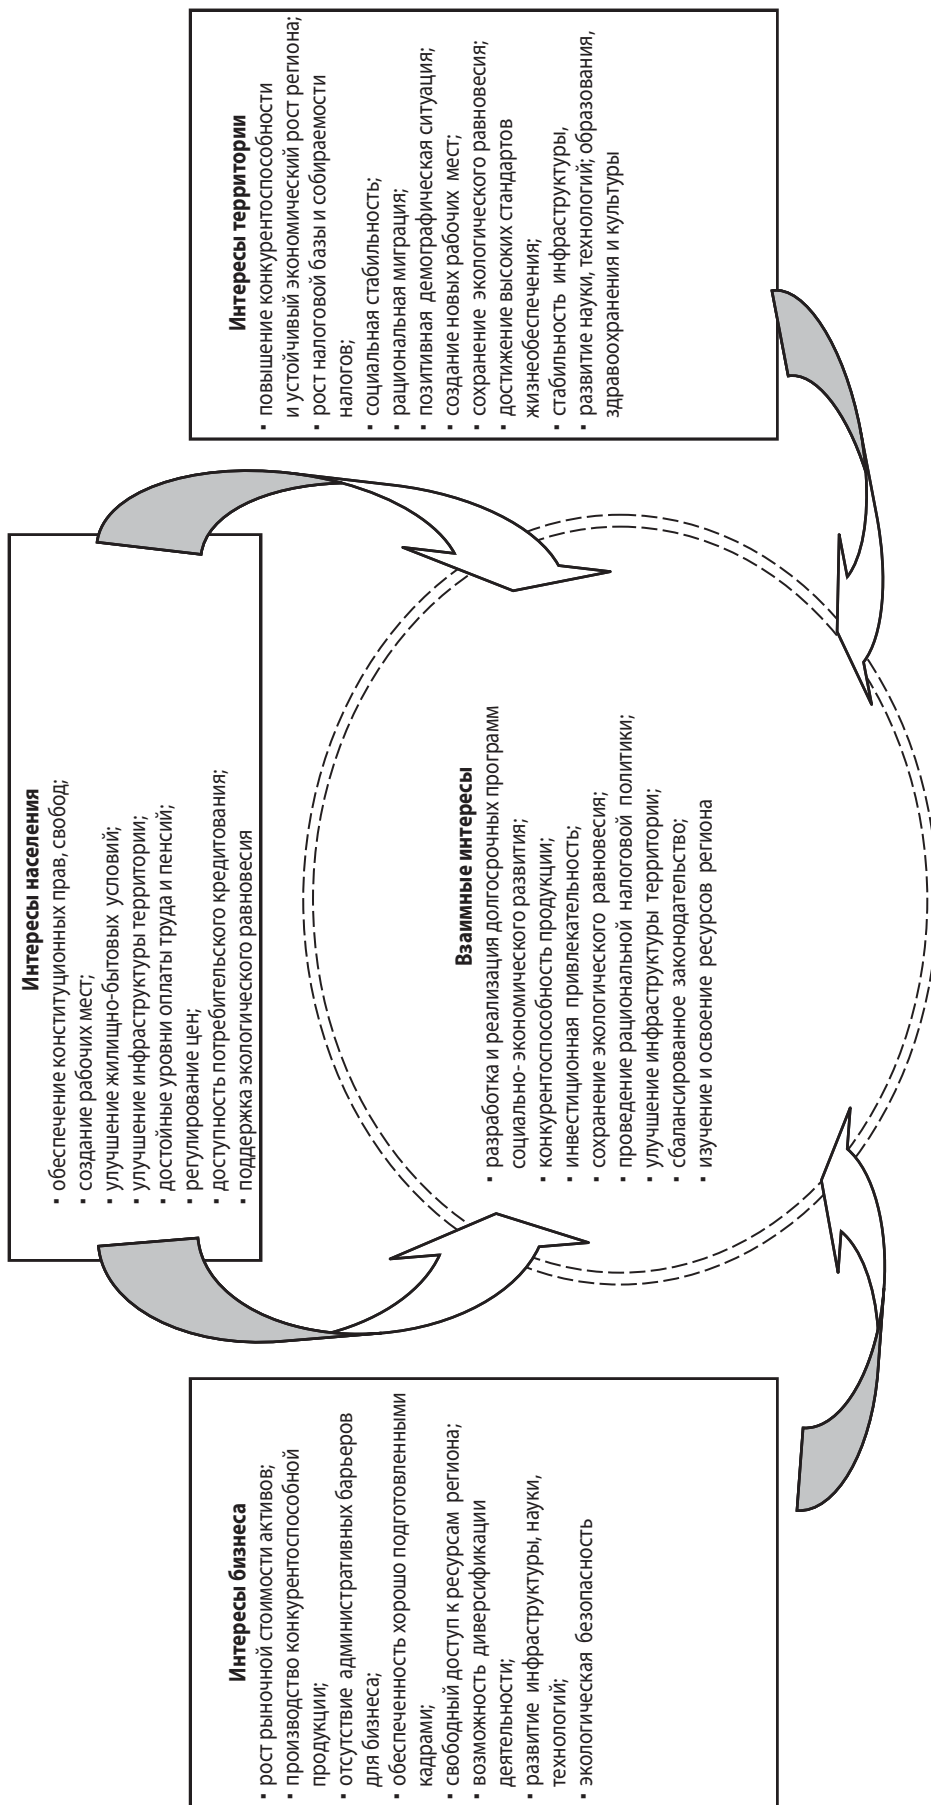 Интересы населения
▪ обеспечение конституционных прав, свобод;
▪ создание рабочих мест;
▪ улучшение жилищно-бытовых условий;
▪ улучшение инфраструктуры территории;
▪ достойные уровни оплаты труда и пенсий;
▪ регулирование цен;
▪ доступность потребительского кредитования;
▪ поддержка экологического равновесия
Интересы бизнеса
▪ рост рыночной стоимости активов;
▪ производство конкурентоспособной
продукции;
▪ отсутствие административных барьеров
для бизнеса;
▪ обеспеченность хорошо подготовленными
кадрами;
▪ свободный доступ к ресурсам региона;
▪ возможность диверсификации
деятельности;
▪ развитие инфраструктуры, науки,
технологий;
▪ экологическая безопасность
Интересы территории
▪ повышение конкурентоспособности
и устойчивый экономический рост региона;
▪ рост налоговой базы и собираемости
налогов;
▪ социальная стабильность;
▪ рациональная миграция;
▪ позитивная демографическая ситуация;
▪ создание новых рабочих мест;
▪ сохранение экологического равновесия;
▪ достижение высоких стандартов
жизнеобеспечения;
▪ стабильность инфраструктуры,
▪ развитие науки, технологий; образования,
здравоохранения и культуры
Взаимные интересы
▪ разработка и реализация долгосрочных программ
социально- экономического развития;
▪ конкурентоспособность продукции;
▪ инвестиционная привлекательность;
▪ сохранение экологического равновесия;
▪ проведение рациональной налоговой политики;
▪ улучшение инфраструктуры территории;
▪ сбалансированное законодательство;
▪ изучение и освоение ресурсов региона